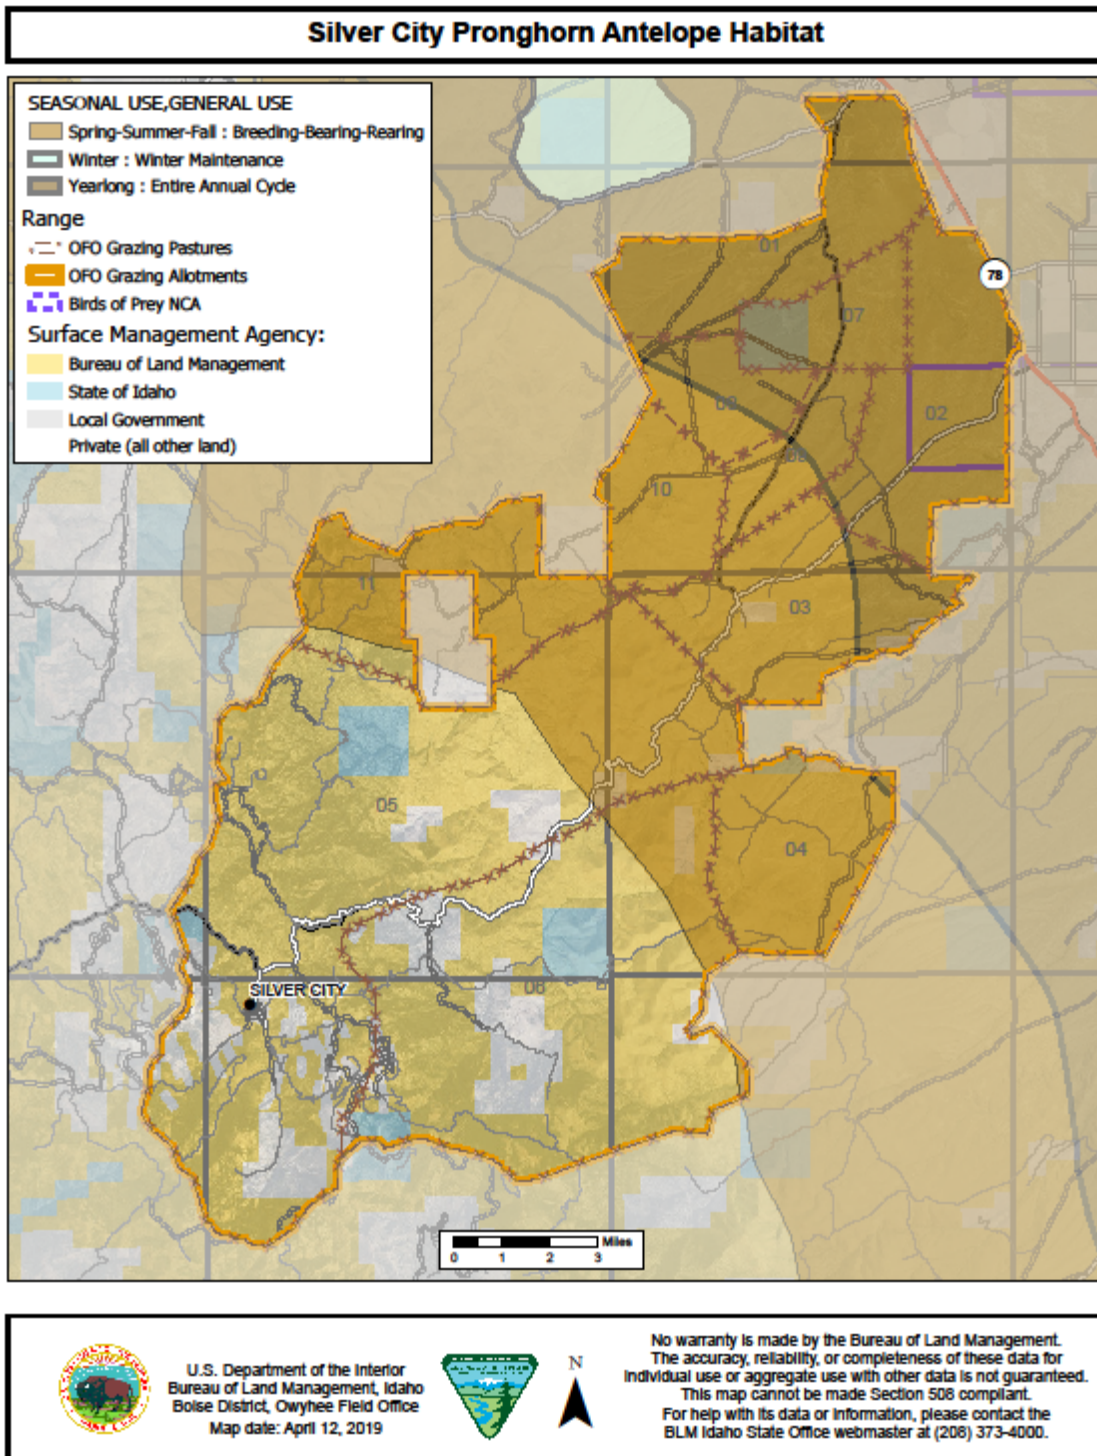 Silver City Pronghorn Antelope Habitat
SEASONAL USE,GENERAL USE
Spring-Summer-Fall : Breeding-Bearing-Rearing
Winter : Winter Maintenance
Yearlong : Entire Annual Cycle
Range
OFO Grazing Pastures
OFO Grazing Allotments
Birds of Prey NCA
Surface Management Agency:
Bureau of Land Management
State of Idaho
Local Government
Private (all other land)
01
78
07
02
10
11
03
05
04
06
SILVER CITY
Miles
0 1 2 3
U.S. Department of the Interior
Bureau of Land Management, Idaho
Boise District, Owyhee Field Office
Map date: April 12, 2019
N
No warranty is made by the Bureau of Land Management.
The accuracy, reliability, or completeness of these data for
individual use or aggregate use with other data is not guaranteed.
This map cannot be made Section 508 compliant.
For help with its data or information, please contact the
BLM Idaho State Office webmaster at (208) 373-4000.